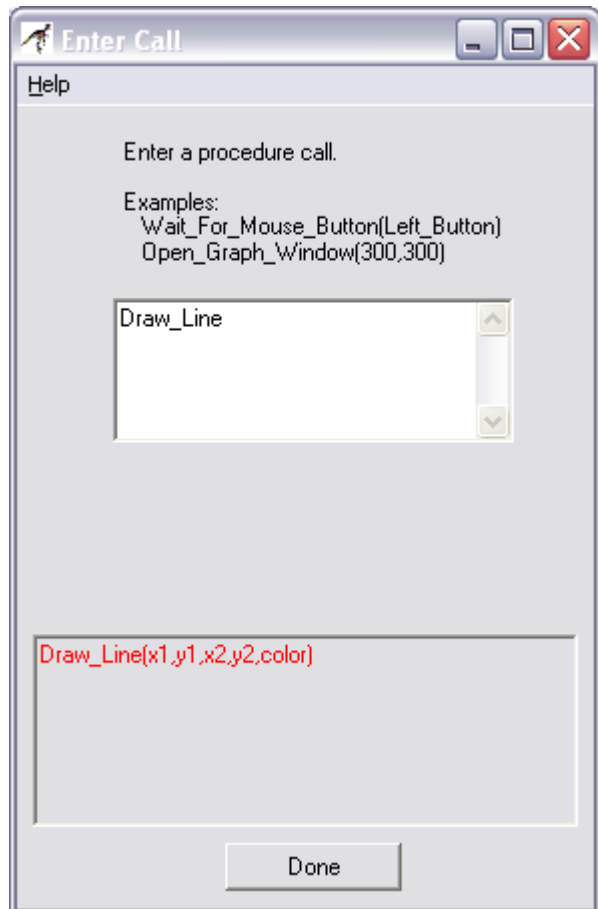 Enter Call
Help
Enter a procedure call.
Examples:
Wait_For_Mouse_Button(Left_Button)
Open_Graph_Window(300,300)
Draw_Line
Draw_Line(x1,y1,x2,y2,color)
Done